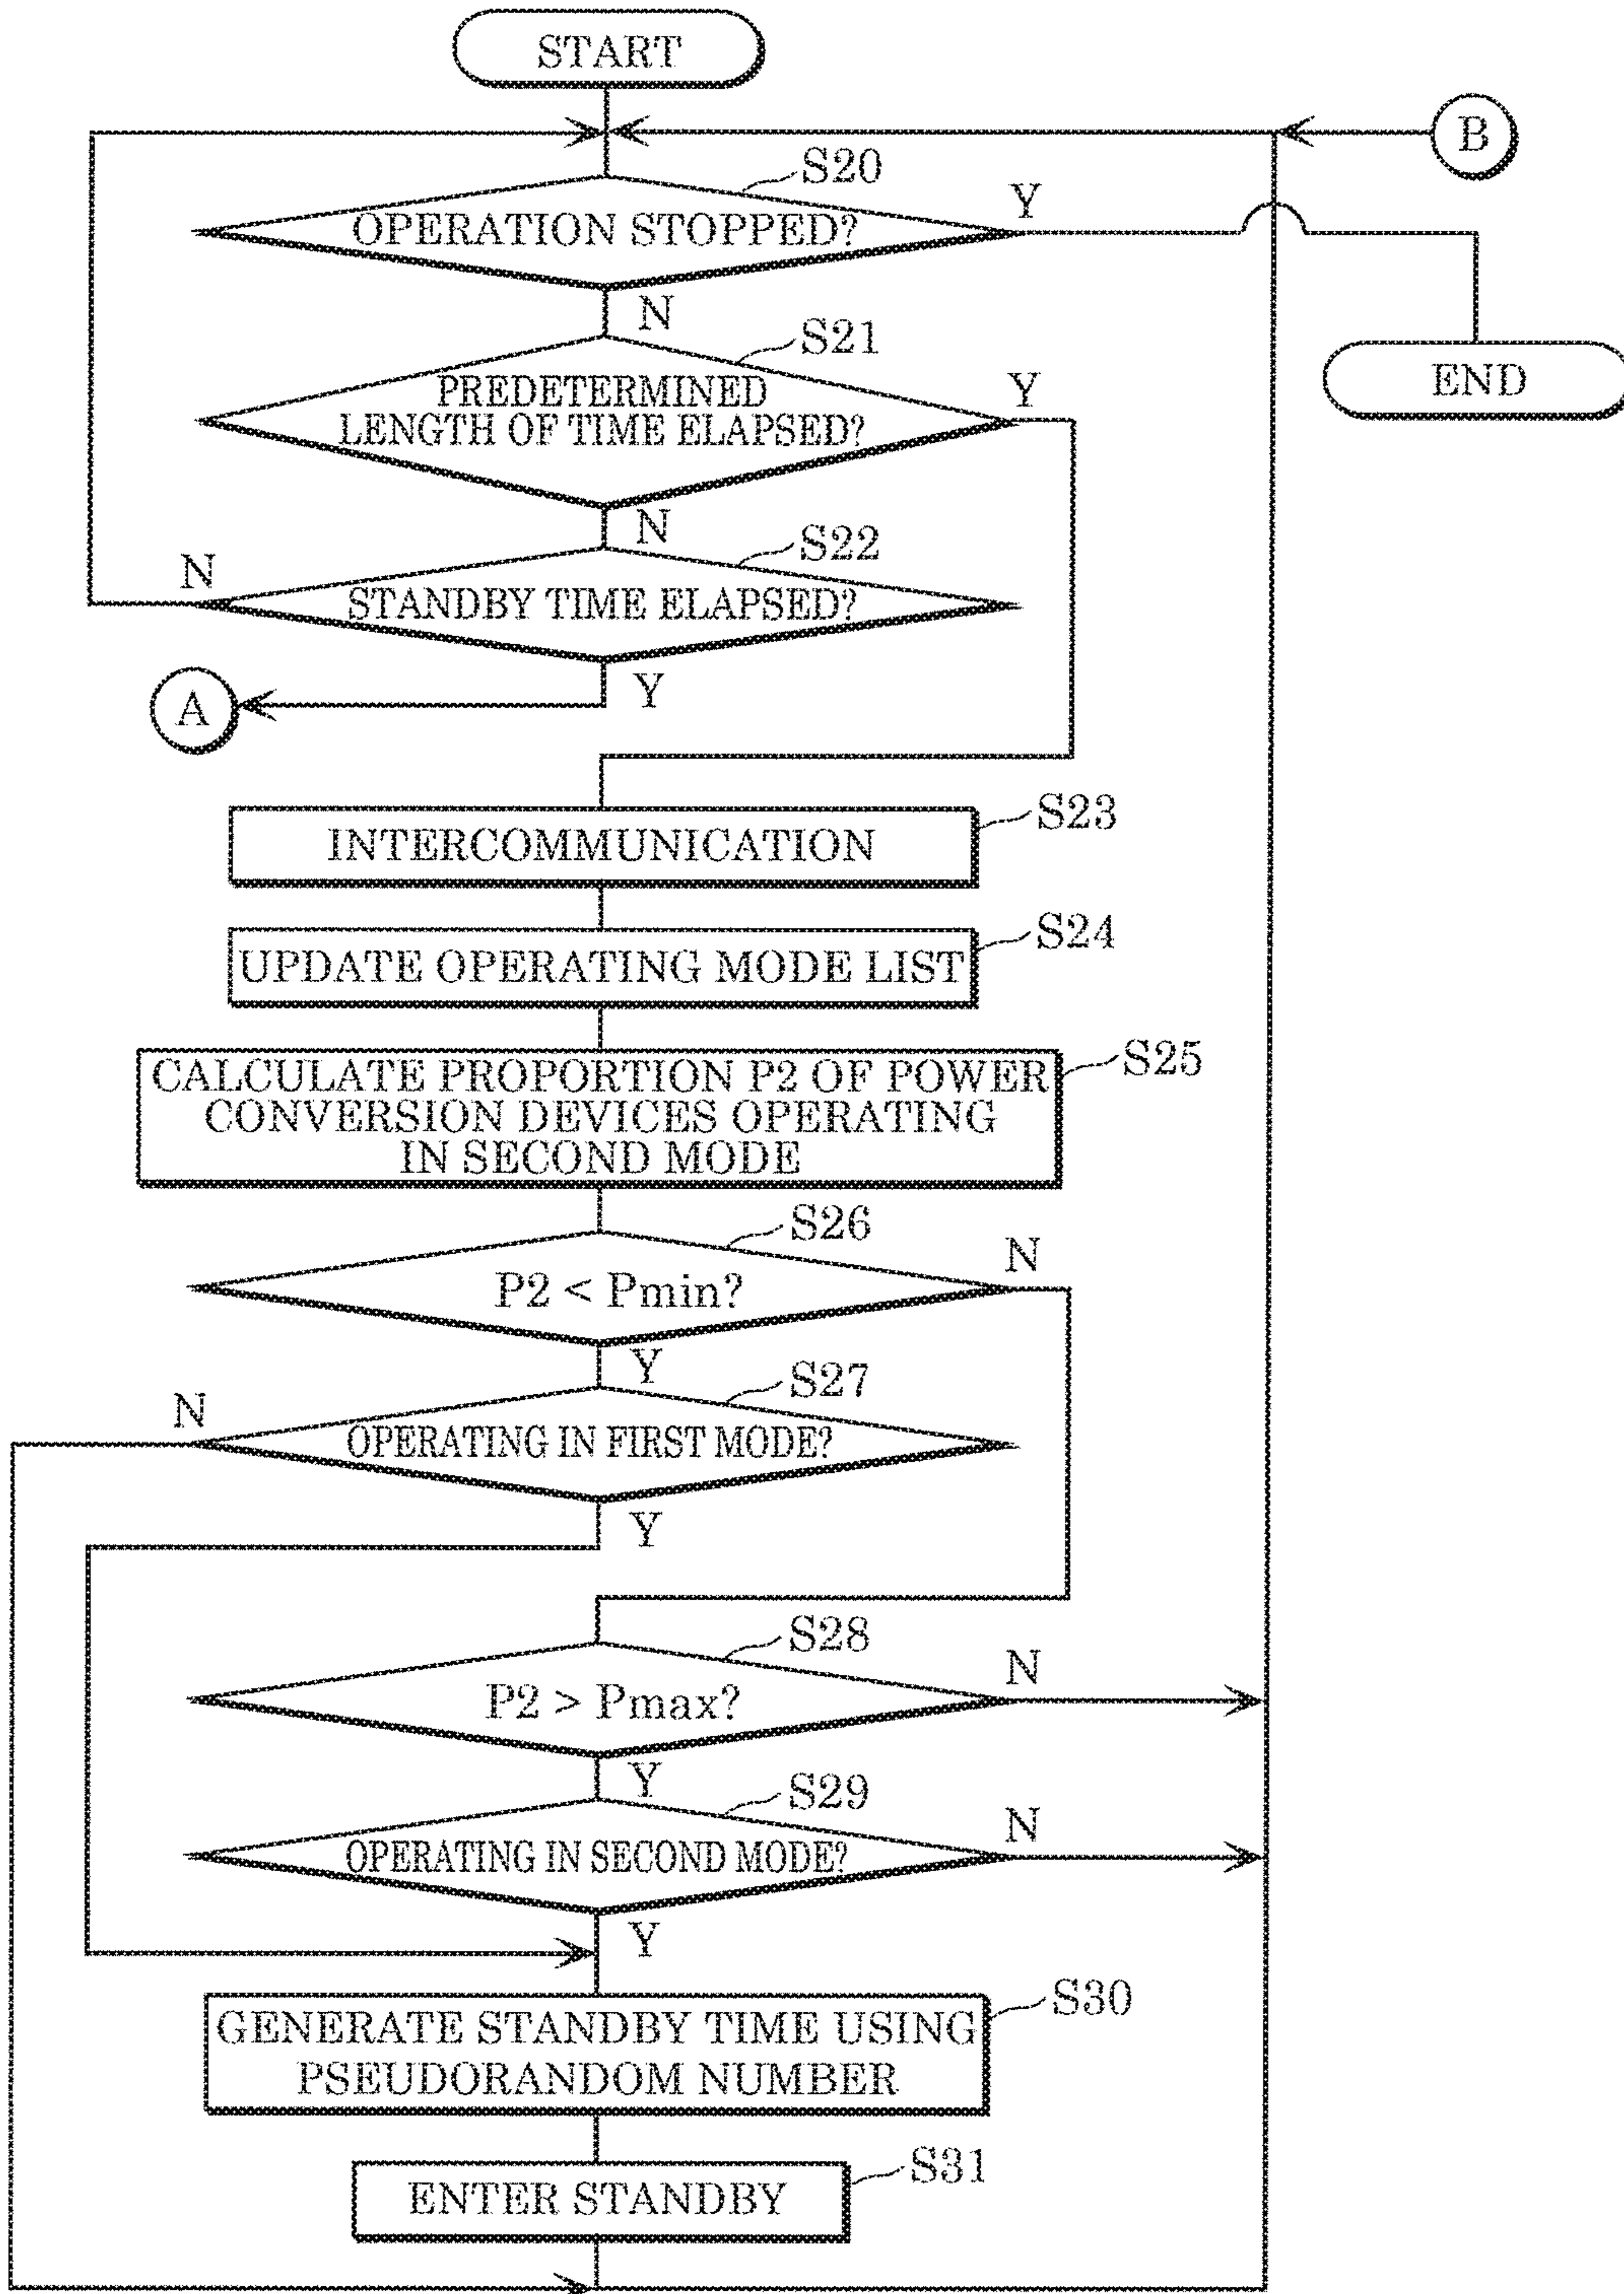 START
B
S20
OPERATION STOPPED?
Y
N
END
S21
PREDETERMINED
LENGTH OF TIME ELAPSED?
Y
N
S22
STANDBY TIME ELAPSED?
N
Y
A
S23
INTERCOMMUNICATION
S24
UPDATE OPERATING MODE LIST
S25
CALCULATE PROPORTION P2 OF POWER
CONVERSION DEVICES OPERATING
IN SECOND MODE
S26
P2 < Pmin?
N
Y
S27
OPERATING IN FIRST MODE?
N
Y
S28
P2 > Pmax?
N
Y
S29
OPERATING IN SECOND MODE?
N
Y
S30
GENERATE STANDBY TIME USING
PSEUDORANDOM NUMBER
S31
ENTER STANDBY